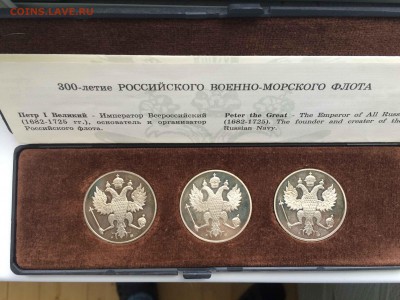 COINS.LAVE.RU
300-летие РОССИЙСКОГО ВОЕННО-МОРСКОГО ФЛОТА
Петр I Великий - Император Всероссийский
(1682-1725 гг.), основатель и организатор
Российского флота.
Peter the Great - The Emperor of All Russ
(1682-1725). The founder and creator of the
Russian Navy.